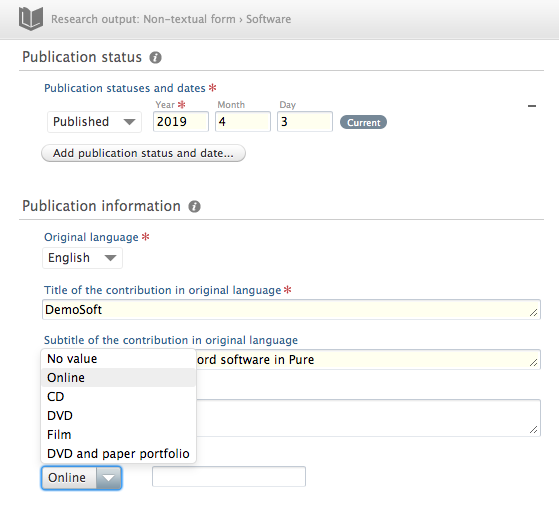 Research output: Non-textual form › Software
Publication status
Publication statuses and dates *
Year * Month Day
Published 2019 4 3 Current
Add publication status and date...
Publication information
Original language *
English
Title of the contribution in original language *
DemoSoft
Subtitle of the contribution in original language
ord software in Pure
No value
Online
CD
DVD
Film
DVD and paper portfolio
Online